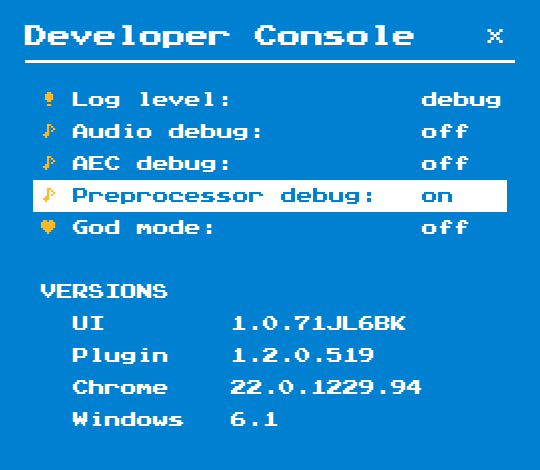 Developer Console ×
Log level: debug
Audio debug: off
AEC debug: off
Preprocessor debug: on
God mode: off
VERSIONS
UI 1.0.71JL6BK
Plugin 1.2.0.519
Chrome 22.0.1229.94
Windows 6.1